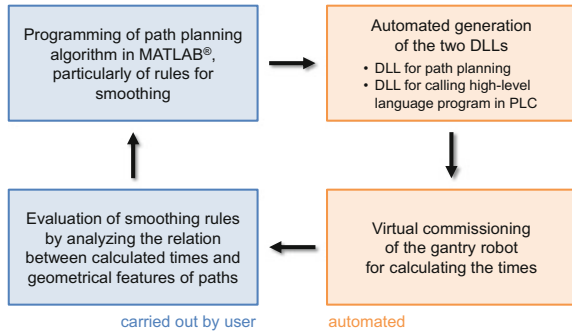 Programming of path planning
algorithm in MATLAB®,
particularly of rules for
smoothing
Automated generation
of the two DLLs
• DLL for path planning
• DLL for calling high-level
language program in PLC
Evaluation of smoothing rules
by analyzing the relation
between calculated times and
geometrical features of paths
Virtual commissioning
of the gantry robot
for calculating the times
carried out by user
automated